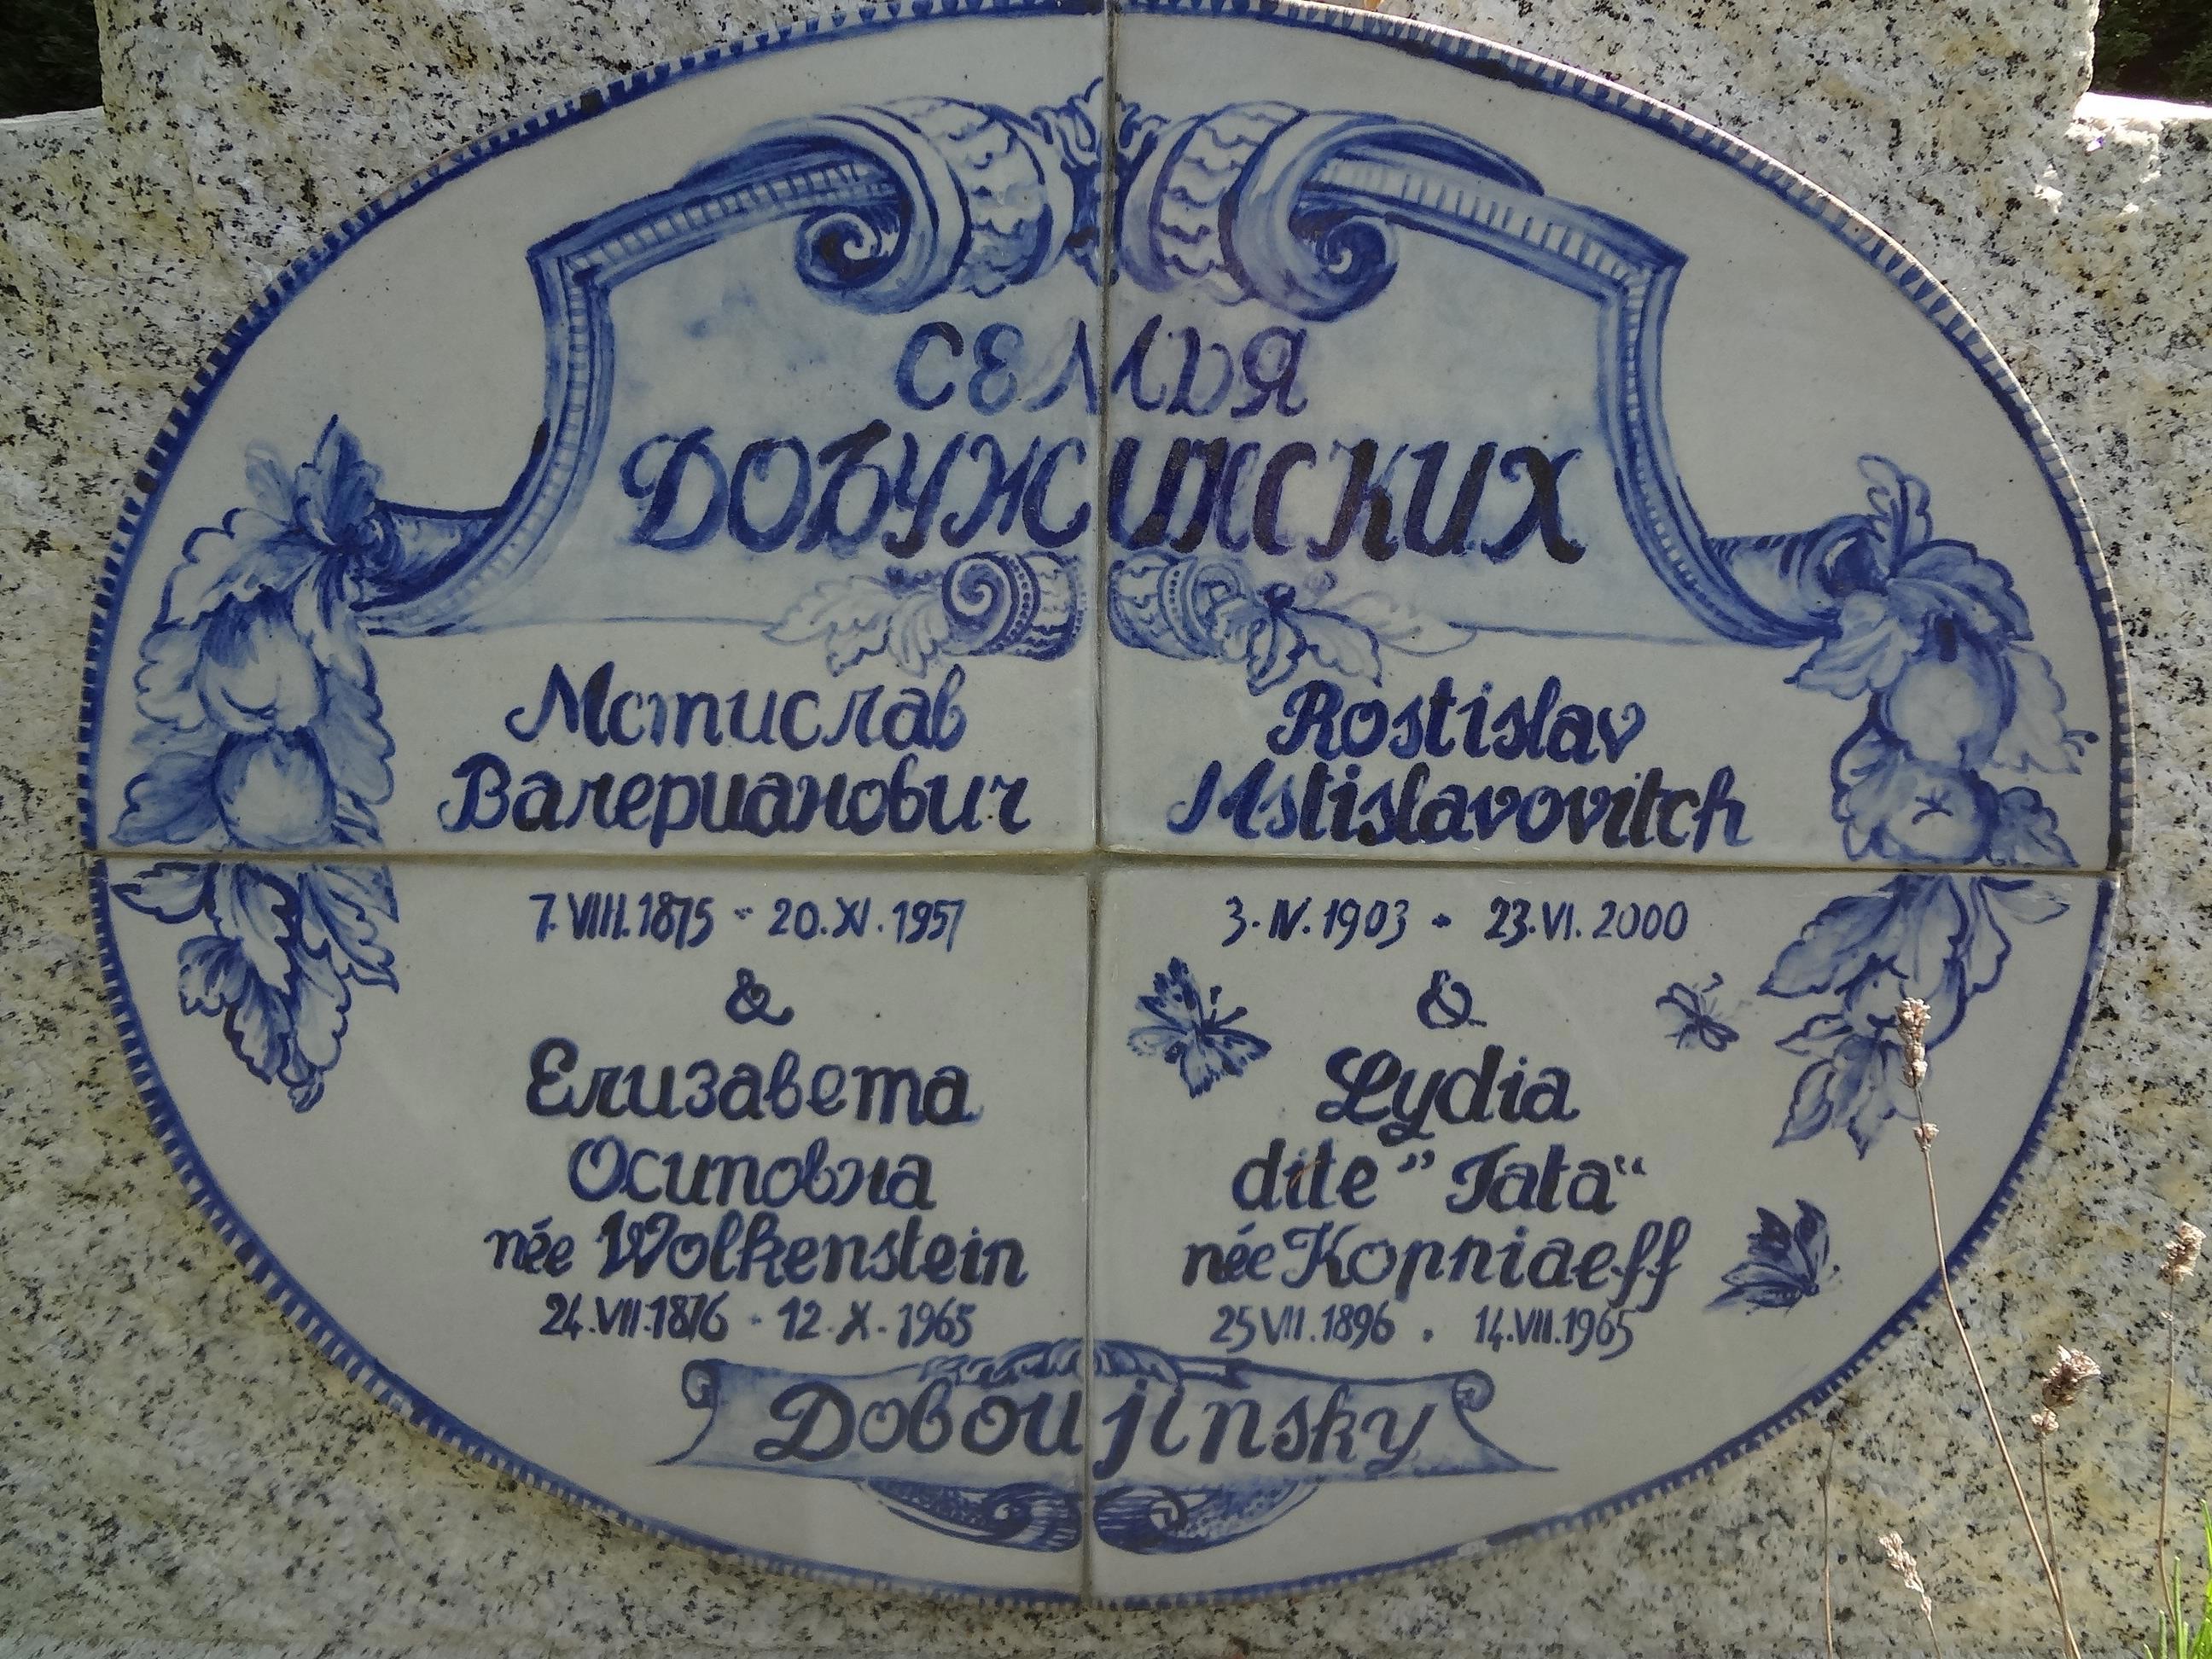 СЕМЬЯ
ДОБУЖИНСКИХ
Мстислав
Валерианович
7.VIII.1875 - 20.XI.1957
&
Елизавета
Осиповна
née Wolkenstein
24.VII.1876 · 12.X.1965
Rostislav
Mstislavovitch
3.IV.1903 · 23.VI.2000
&
Lydia
dite "Tata"
née Kopniaeff
25 VII.1896 . 14.VII.1965
Doboujinsky